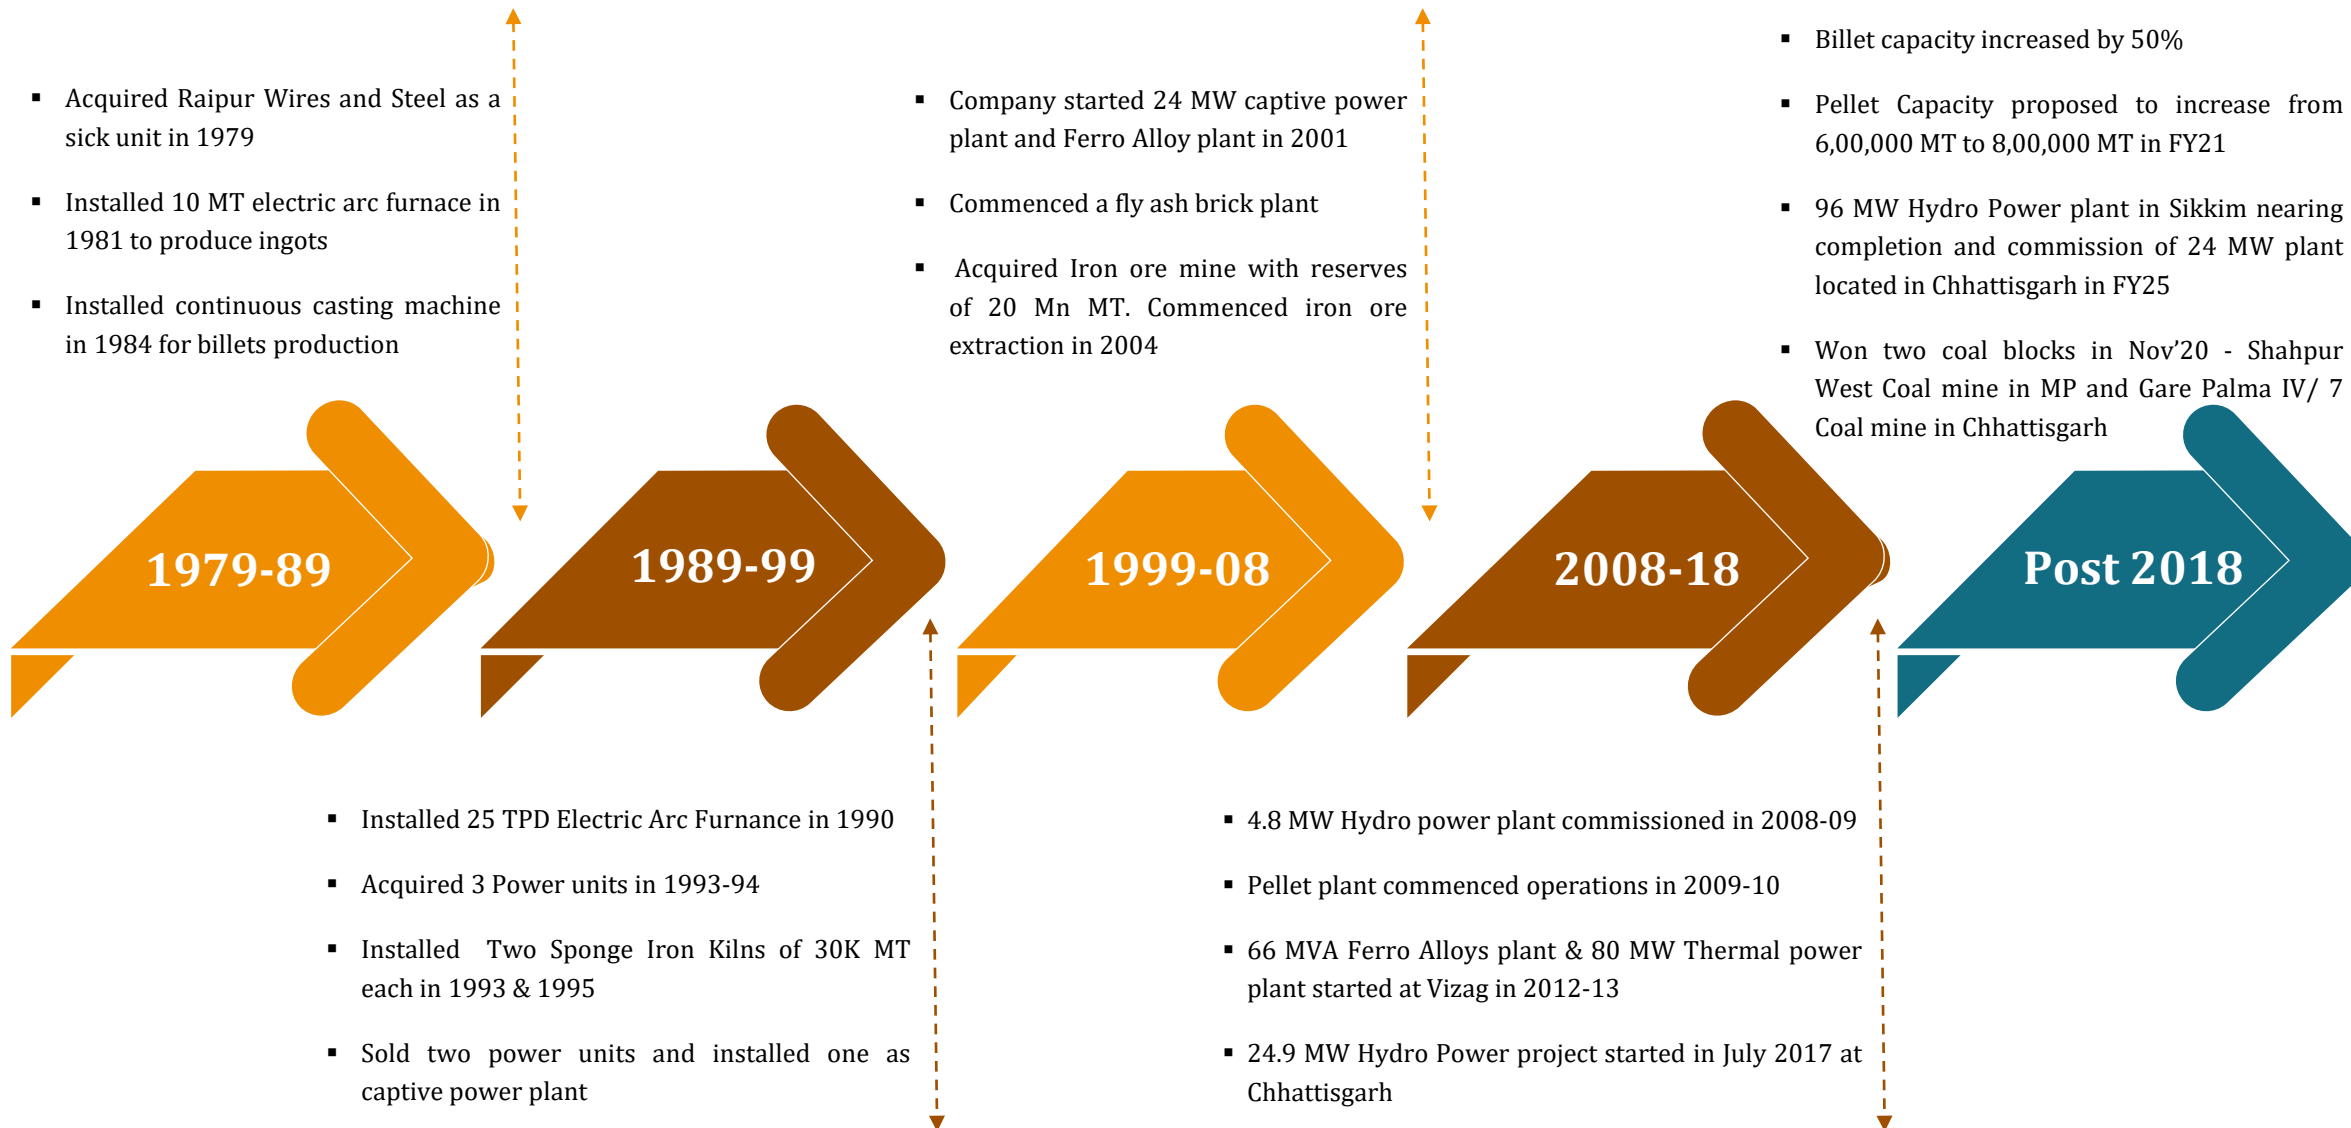 ▪ Acquired Raipur Wires and Steel as a
sick unit in 1979
▪ Installed 10 MT electric arc furnace in
1981 to produce ingots
▪ Installed continuous casting machine
in 1984 for billets production
▪ Company started 24 MW captive power
plant and Ferro Alloy plant in 2001
▪ Commenced a fly ash brick plant
▪ Acquired Iron ore mine with reserves
of 20 Mn MT. Commenced iron ore
extraction in 2004
▪ Billet capacity increased by 50%
▪ Pellet Capacity proposed to increase from
6,00,000 MT to 8,00,000 MT in FY21
▪ 96 MW Hydro Power plant in Sikkim nearing
completion and commission of 24 MW plant
located in Chhattisgarh in FY25
▪ Won two coal blocks in Nov’20 - Shahpur
West Coal mine in MP and Gare Palma IV/ 7
Coal mine in Chhattisgarh
1979-89
1989-99
1999-08
2008-18
Post 2018
▪ Installed 25 TPD Electric Arc Furnance in 1990
▪ Acquired 3 Power units in 1993-94
▪ Installed Two Sponge Iron Kilns of 30K MT
each in 1993 & 1995
▪ Sold two power units and installed one as
captive power plant
▪ 4.8 MW Hydro power plant commissioned in 2008-09
▪ Pellet plant commenced operations in 2009-10
▪ 66 MVA Ferro Alloys plant & 80 MW Thermal power
plant started at Vizag in 2012-13
▪ 24.9 MW Hydro Power project started in July 2017 at
Chhattisgarh